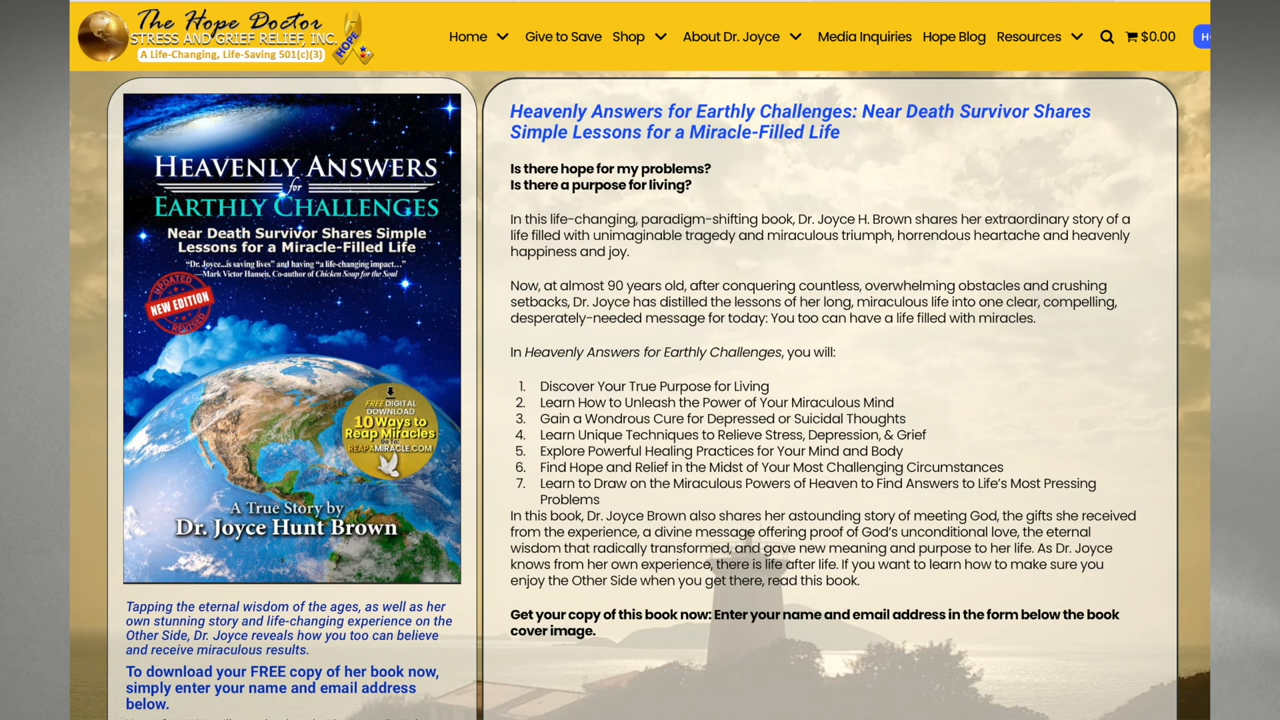 The Hope Doctor
STRESS AND GRIEF RELIEF, INC.
A Life-Changing, Life-Saving 501(c)(3)
HOPE
Home
Give to Save
Shop
About Dr. Joyce
Media Inquiries
Hope Blog
Resources
$0.00
HEAVENLY ANSWERS
for
EARTHLY CHALLENGES
Near Death Survivor Shares Simple
Lessons for a Miracle-Filled Life
“Dr. Joyce...is saving lives” and having “a life-changing impact...”
—Mark Victor Hansen, Co-author of Chicken Soup for the Soul
UPDATED
NEW EDITION
REVISED
FREE DIGITAL
DOWNLOAD
10 Ways to
Reap Miracles
REAPAMIRACLE.COM
A True Story by
Dr. Joyce Hunt Brown
Tapping the eternal wisdom of the ages, as well as her
own stunning story and life-changing experience on the
Other Side, Dr. Joyce reveals how you too can believe
and receive miraculous results.
To download your FREE copy of her book now,
simply enter your name and email address
below.
Heavenly Answers for Earthly Challenges: Near Death Survivor Shares
Simple Lessons for a Miracle-Filled Life
Is there hope for my problems?
Is there a purpose for living?
In this life-changing, paradigm-shifting book, Dr. Joyce H. Brown shares her extraordinary story of a
life filled with unimaginable tragedy and miraculous triumph, horrendous heartache and heavenly
happiness and joy.
Now, at almost 90 years old, after conquering countless, overwhelming obstacles and crushing
setbacks, Dr. Joyce has distilled the lessons of her long, miraculous life into one clear, compelling,
desperately-needed message for today: You too can have a life filled with miracles.
In Heavenly Answers for Earthly Challenges, you will:
1. Discover Your True Purpose for Living
2. Learn How to Unleash the Power of Your Miraculous Mind
3. Gain a Wondrous Cure for Depressed or Suicidal Thoughts
4. Learn Unique Techniques to Relieve Stress, Depression, & Grief
5. Explore Powerful Healing Practices for Your Mind and Body
6. Find Hope and Relief in the Midst of Your Most Challenging Circumstances
7. Learn to Draw on the Miraculous Powers of Heaven to Find Answers to Life’s Most Pressing
Problems
In this book, Dr. Joyce Brown also shares her astounding story of meeting God, the gifts she received
from the experience, a divine message offering proof of God’s unconditional love, the eternal
wisdom that radically transformed, and gave new meaning and purpose to her life. As Dr. Joyce
knows from her own experience, there is life after life. If you want to learn how to make sure you
enjoy the Other Side when you get there, read this book.
Get your copy of this book now: Enter your name and email address in the form below the book
cover image.